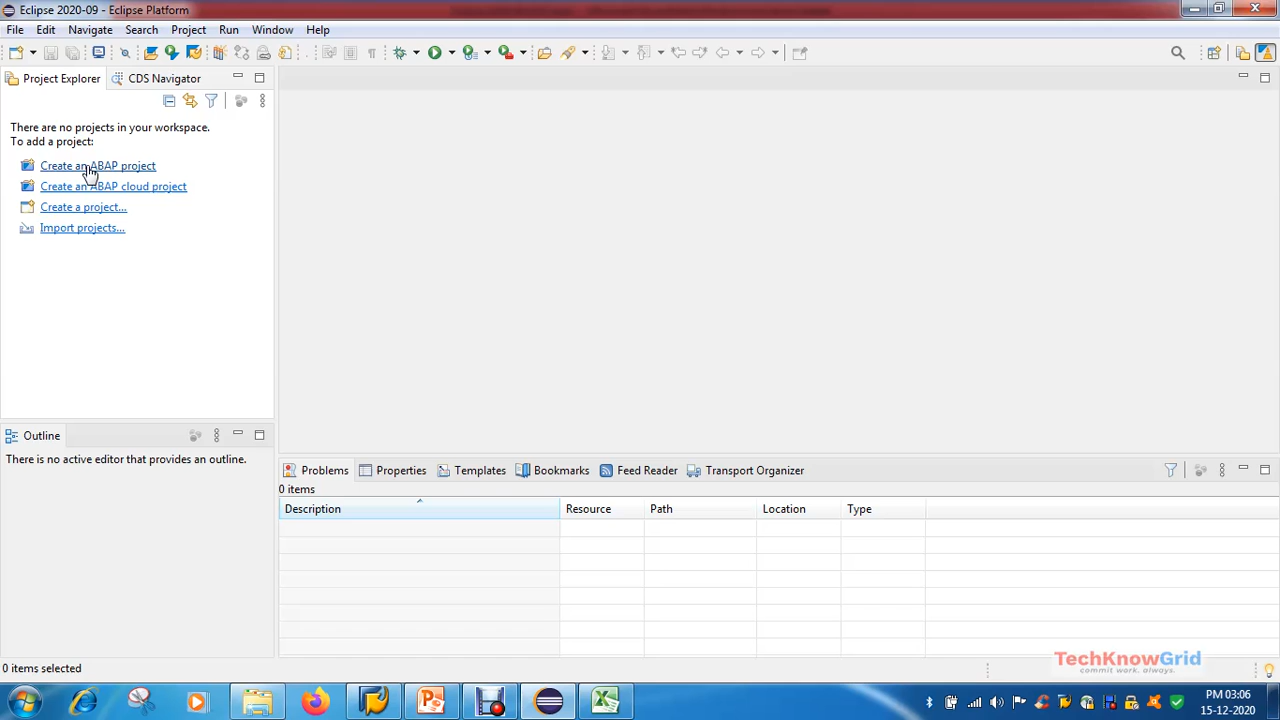 Eclipse 2020-09 - Eclipse Platform
File Edit Navigate Search Project Run Window Help
Project Explorer CDS Navigator
There are no projects in your workspace.
To add a project:
Create an ABAP project
Create an ABAP cloud project
Create a project...
Import projects...
Outline
There is no active editor that provides an outline.
Problems Properties Templates Bookmarks Feed Reader Transport Organizer
0 items
Description Resource Path Location Type
TechKnowGrid
commit work. always.
0 items selected
PM 03:06
15-12-2020